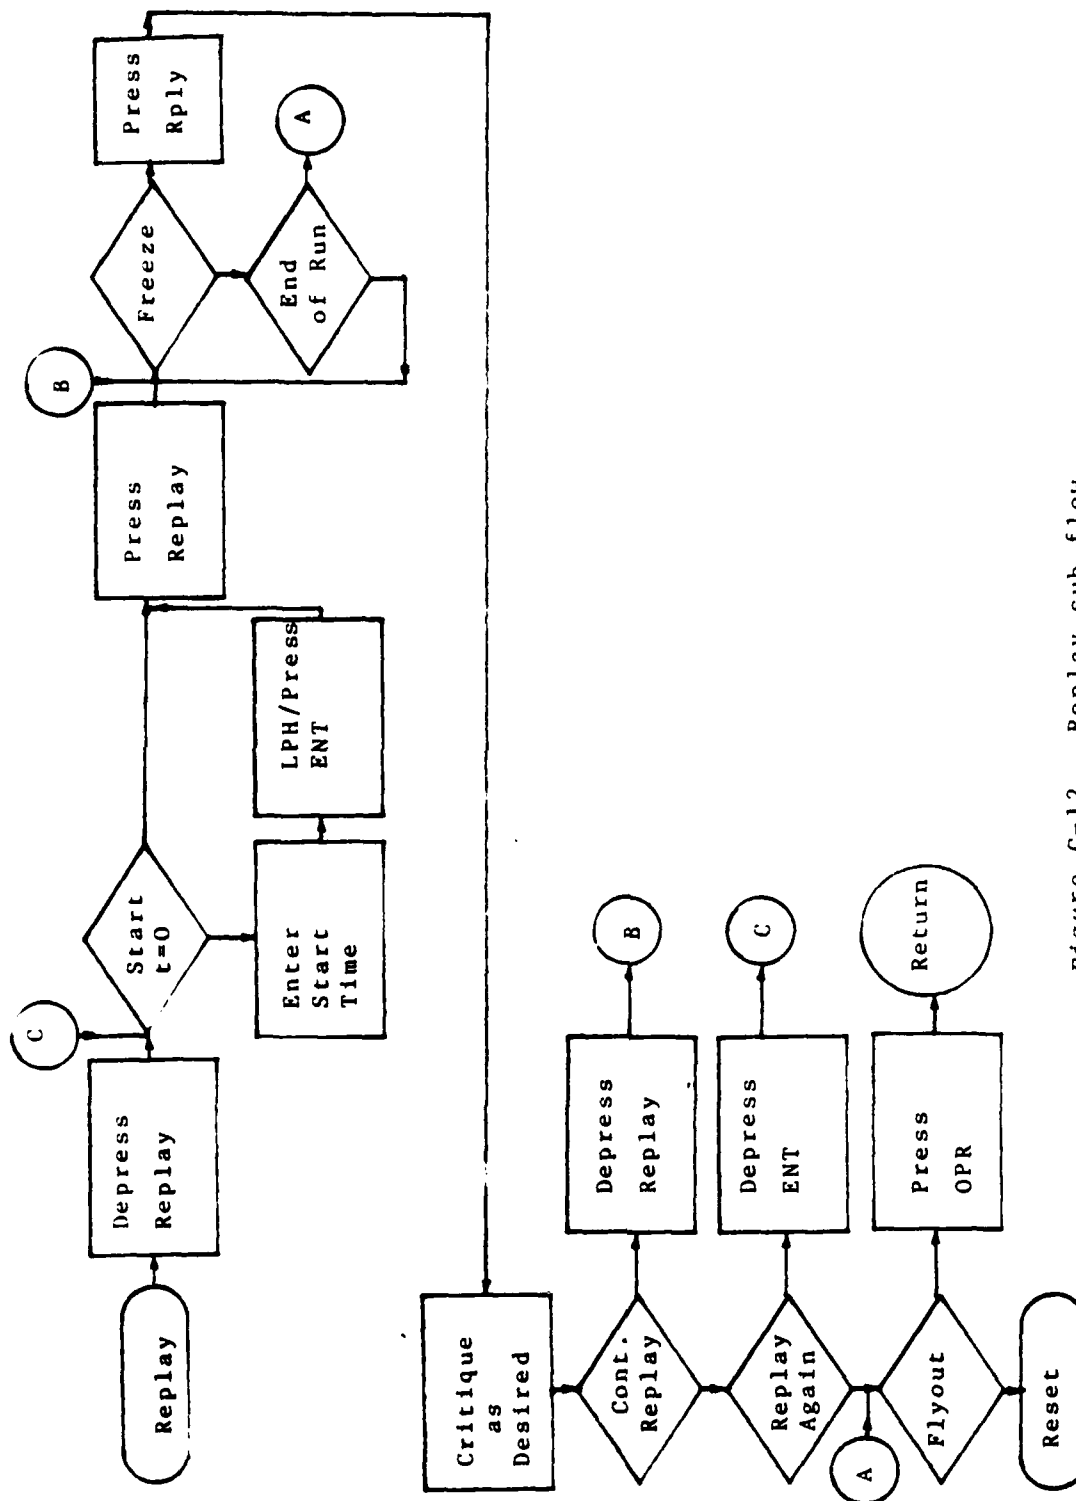 Replay
Depress
Replay
C
Start
t=0
Enter
Start
Time
LPH/Press
ENT
Press
Replay
B
Freeze
End
of Run
Press
Rply
A
Critique
as
Desired
Cont.
Replay
Depress
Replay
B
Replay
Again
Depress
ENT
C
A
Flyout
Press
OPR
Return
Reset
Replay sub flow